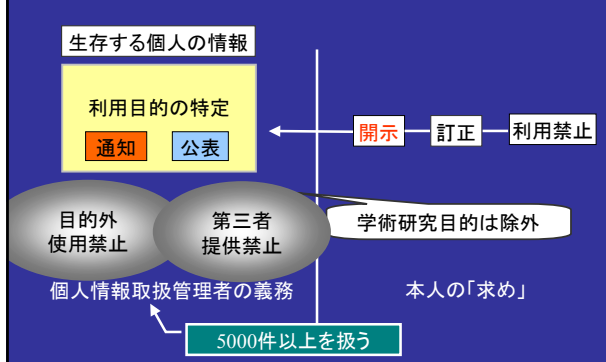 生存する個人の情報
利用目的の特定
通知
公表
開示
訂正
利用禁止
目的外
使用禁止
第三者
提供禁止
学術研究目的は除外
個人情報取扱管理者の義務
本人の「求め」
5000件以上を扱う